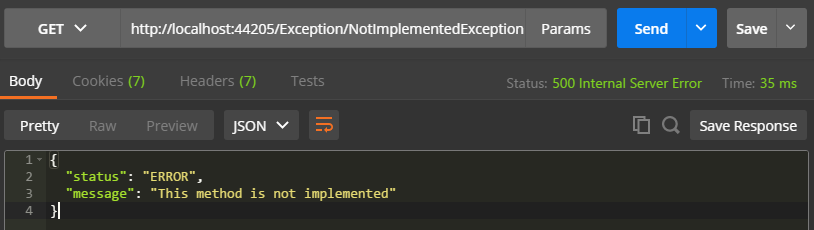 GET http://localhost:44205/Exception/NotImplementedException Params Send Save
Body Cookies (7) Headers (7) Tests Status: 500 Internal Server Error Time: 35 ms
Pretty Raw Preview JSON Save Response
1 {
2 "status": "ERROR",
3 "message": "This method is not implemented"
4 }